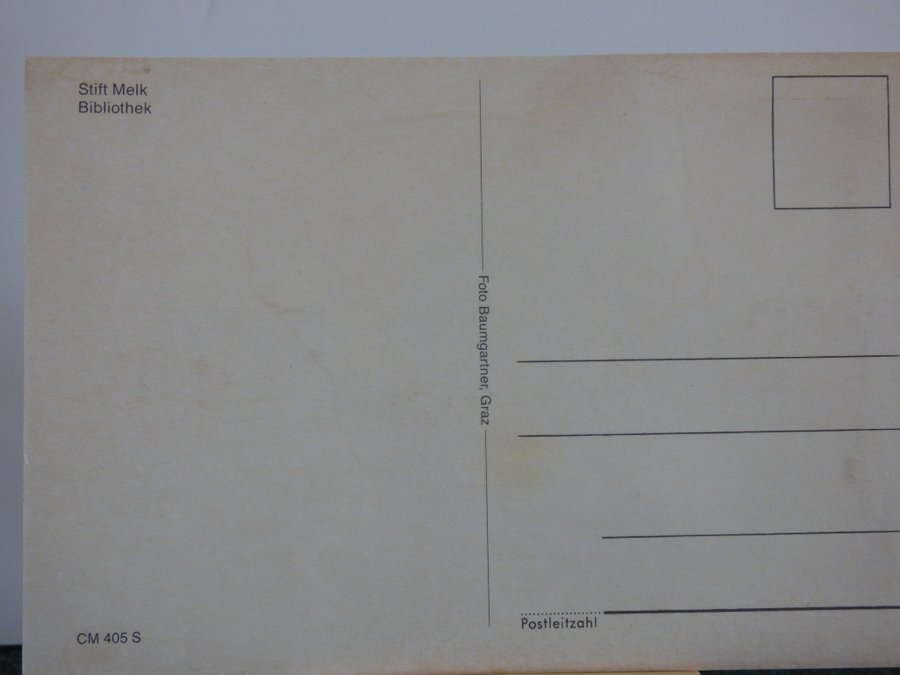 Stift Melk
Bibliothek
Foto Baumgartner, Graz
Postleitzahl
CM 405 S